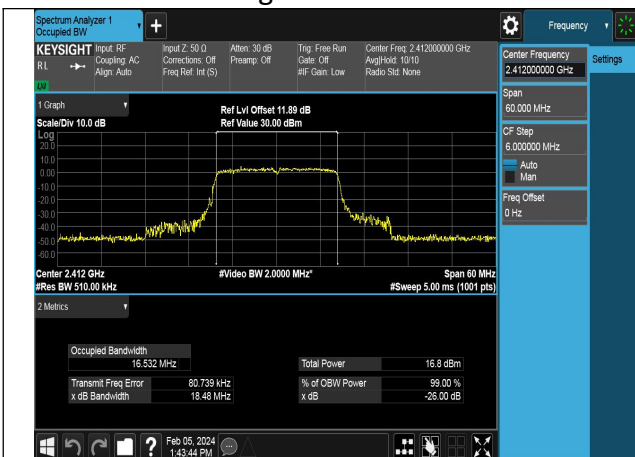 Spectrum Analyzer 1
Occupied BW
Frequency
KEYSIGHT Input: RF Input Z: 50 Ω Atten: 30 dB Trig: Free Run Center Freq: 2.412000000 GHz
R L Coupling: AC Corrections: Off Preamp: Off Gate: Off Avg|Hold: 10/10
Align: Auto Freq Ref: Int (S) #IF Gain: Low Radio Std: None
LXI
Center Frequency
2.412000000 GHz
Settings
Span
60.000 MHz
CF Step
6.000000 MHz
Auto
Man
Freq Offset
0 Hz
1 Graph
Ref Lvl Offset 11.89 dB
Scale/Div 10.0 dB Ref Value 30.00 dBm
Log
20.0
10.0
0.00
-10.0
-20.0
-30.0
-40.0
-50.0
-60.0
Center 2.412 GHz #Video BW 2.0000 MHz* Span 60 MHz
#Res BW 510.00 kHz #Sweep 5.00 ms (1001 pts)
2 Metrics
Occupied Bandwidth
16.532 MHz Total Power 16.8 dBm
Transmit Freq Error 80.739 kHz % of OBW Power 99.00 %
x dB Bandwidth 18.48 MHz x dB -26.00 dB
Feb 05, 2024
1:43:44 PM